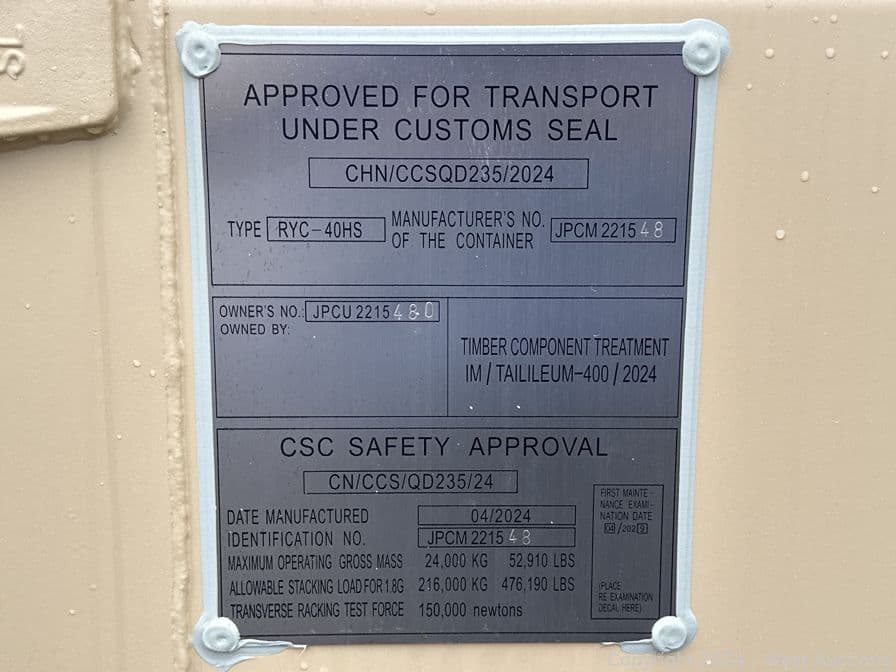 APPROVED FOR TRANSPORT
UNDER CUSTOMS SEAL
CHN/CCSQD235/2024
TYPE RYC-40HS MANUFACTURER'S NO. OF THE CONTAINER JPCM 221548
OWNER'S NO.: JPCU 2215480
OWNED BY:
TIMBER COMPONENT TREATMENT
IM / TAILILEUM-400 / 2024
CSC SAFETY APPROVAL
CN/CCS/QD235/24
DATE MANUFACTURED 04/2024
IDENTIFICATION NO. JPCM 221548
MAXIMUM OPERATING GROSS MASS 24,000 KG 52,910 LBS
ALLOWABLE STACKING LOAD FOR 1.8G 216,000 KG 476,190 LBS
TRANSVERSE RACKING TEST FORCE 150,000 newtons
FIRST MAINTE-
NANCE EXAMI-
NATION DATE
04/2029
(PLACE
RE EXAMINATION
DECAL HERE)